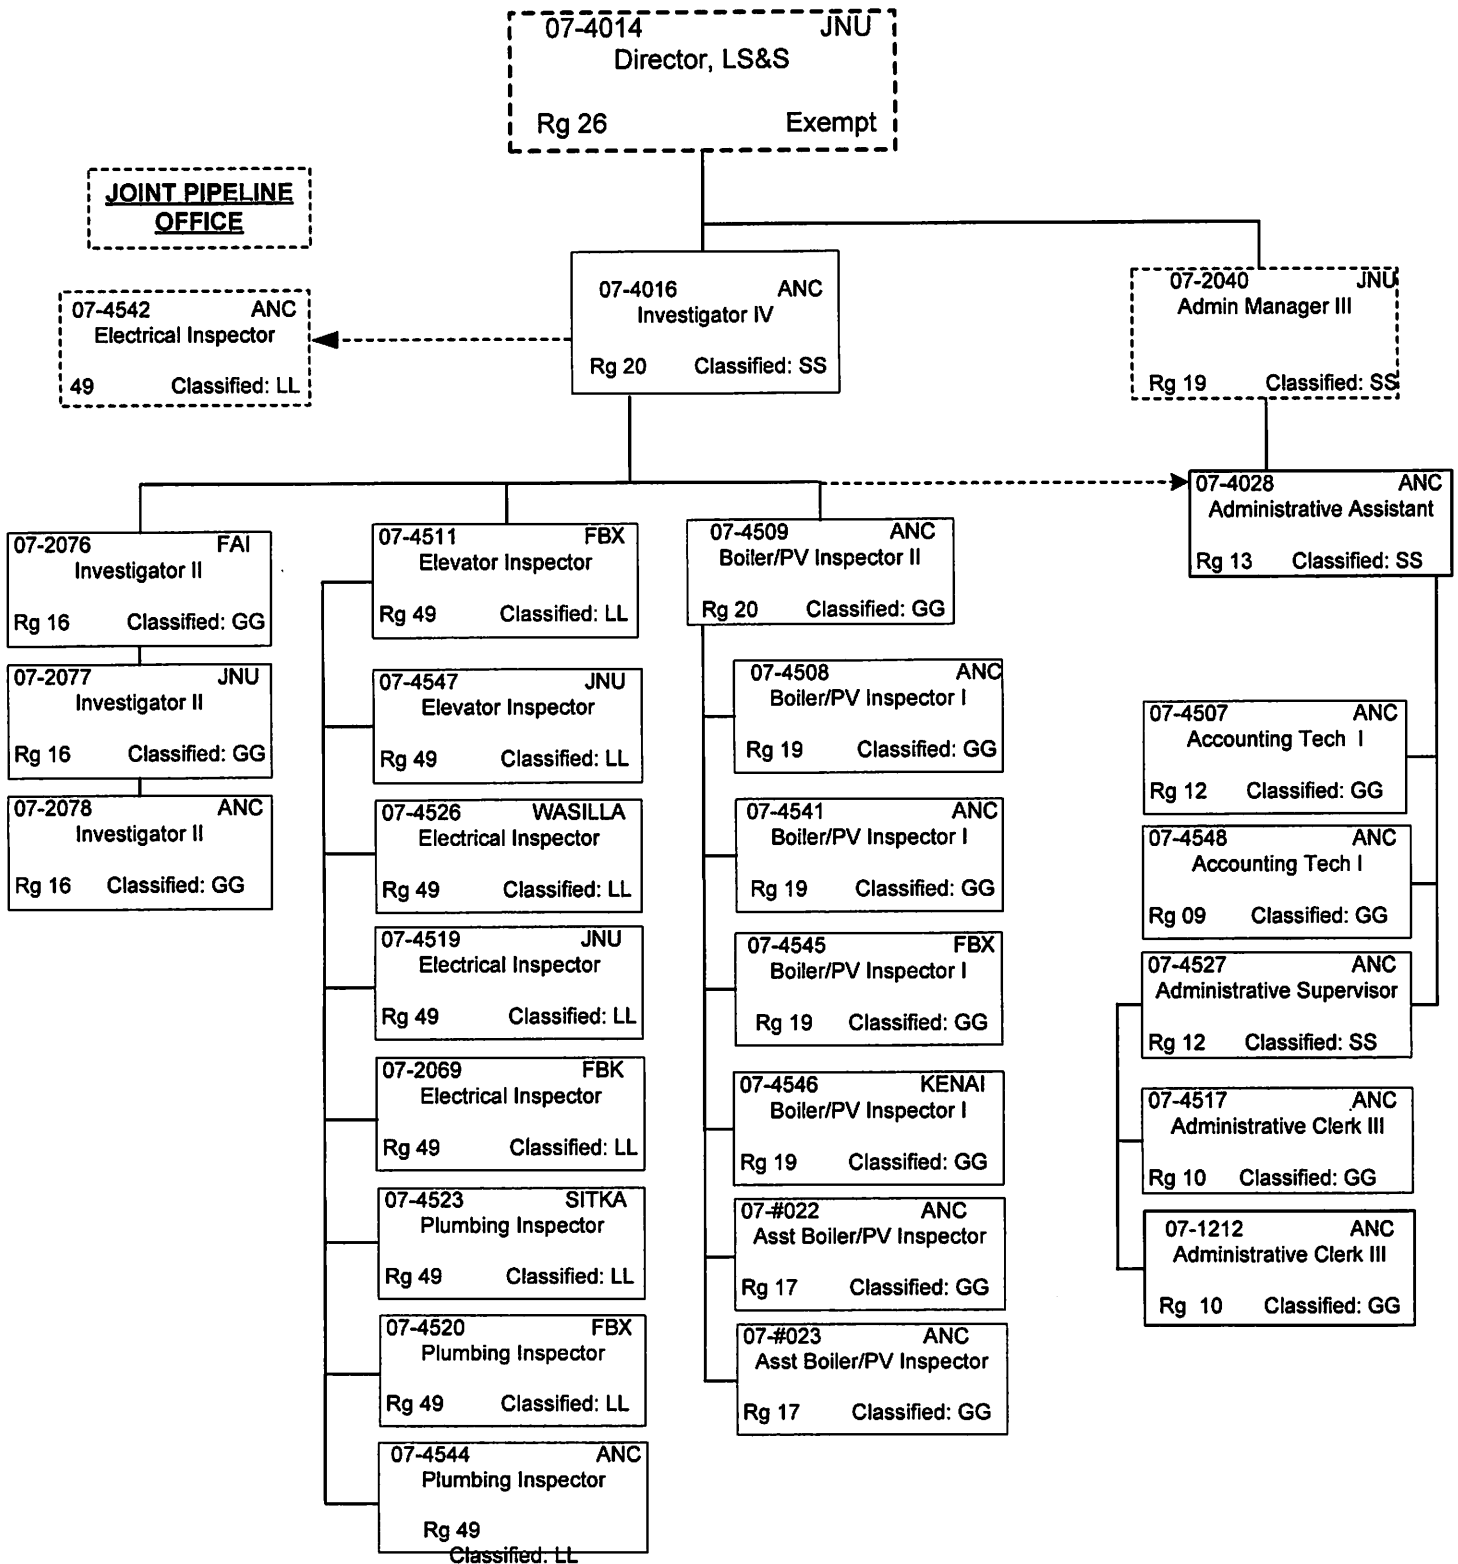 07-4014 JNU
Director, LS&S
Rg 26 Exempt
JOINT PIPELINE
OFFICE
07-4542 ANC
Electrical Inspector
49 Classified: LL
07-4016 ANC
Investigator IV
Rg 20 Classified: SS
07-2040 JNU
Admin Manager III
Rg 19 Classified: SS
07-4028 ANC
Administrative Assistant
Rg 13 Classified: SS
07-2076 FAI
Investigator II
Rg 16 Classified: GG
07-2077 JNU
Investigator II
Rg 16 Classified: GG
07-2078 ANC
Investigator II
Rg 16 Classified: GG
07-4511 FBX
Elevator Inspector
Rg 49 Classified: LL
07-4547 JNU
Elevator Inspector
Rg 49 Classified: LL
07-4526 WASILLA
Electrical Inspector
Rg 49 Classified: LL
07-4519 JNU
Electrical Inspector
Rg 49 Classified: LL
07-2069 FBK
Electrical Inspector
Rg 49 Classified: LL
07-4523 SITKA
Plumbing Inspector
Rg 49 Classified: LL
07-4520 FBX
Plumbing Inspector
Rg 49 Classified: LL
07-4544 ANC
Plumbing Inspector
Rg 49
Classified: LL
07-4509 ANC
Boiler/PV Inspector II
Rg 20 Classified: GG
07-4508 ANC
Boiler/PV Inspector I
Rg 19 Classified: GG
07-4541 ANC
Boiler/PV Inspector I
Rg 19 Classified: GG
07-4545 FBX
Boiler/PV Inspector I
Rg 19 Classified: GG
07-4546 KENAI
Boiler/PV Inspector I
Rg 19 Classified: GG
07-#022 ANC
Asst Boiler/PV Inspector
Rg 17 Classified: GG
07-#023 ANC
Asst Boiler/PV Inspector
Rg 17 Classified: GG
07-4507 ANC
Accounting Tech I
Rg 12 Classified: GG
07-4548 ANC
Accounting Tech I
Rg 09 Classified: GG
07-4527 ANC
Administrative Supervisor
Rg 12 Classified: SS
07-4517 ANC
Administrative Clerk III
Rg 10 Classified: GG
07-1212 ANC
Administrative Clerk III
Rg 10 Classified: GG